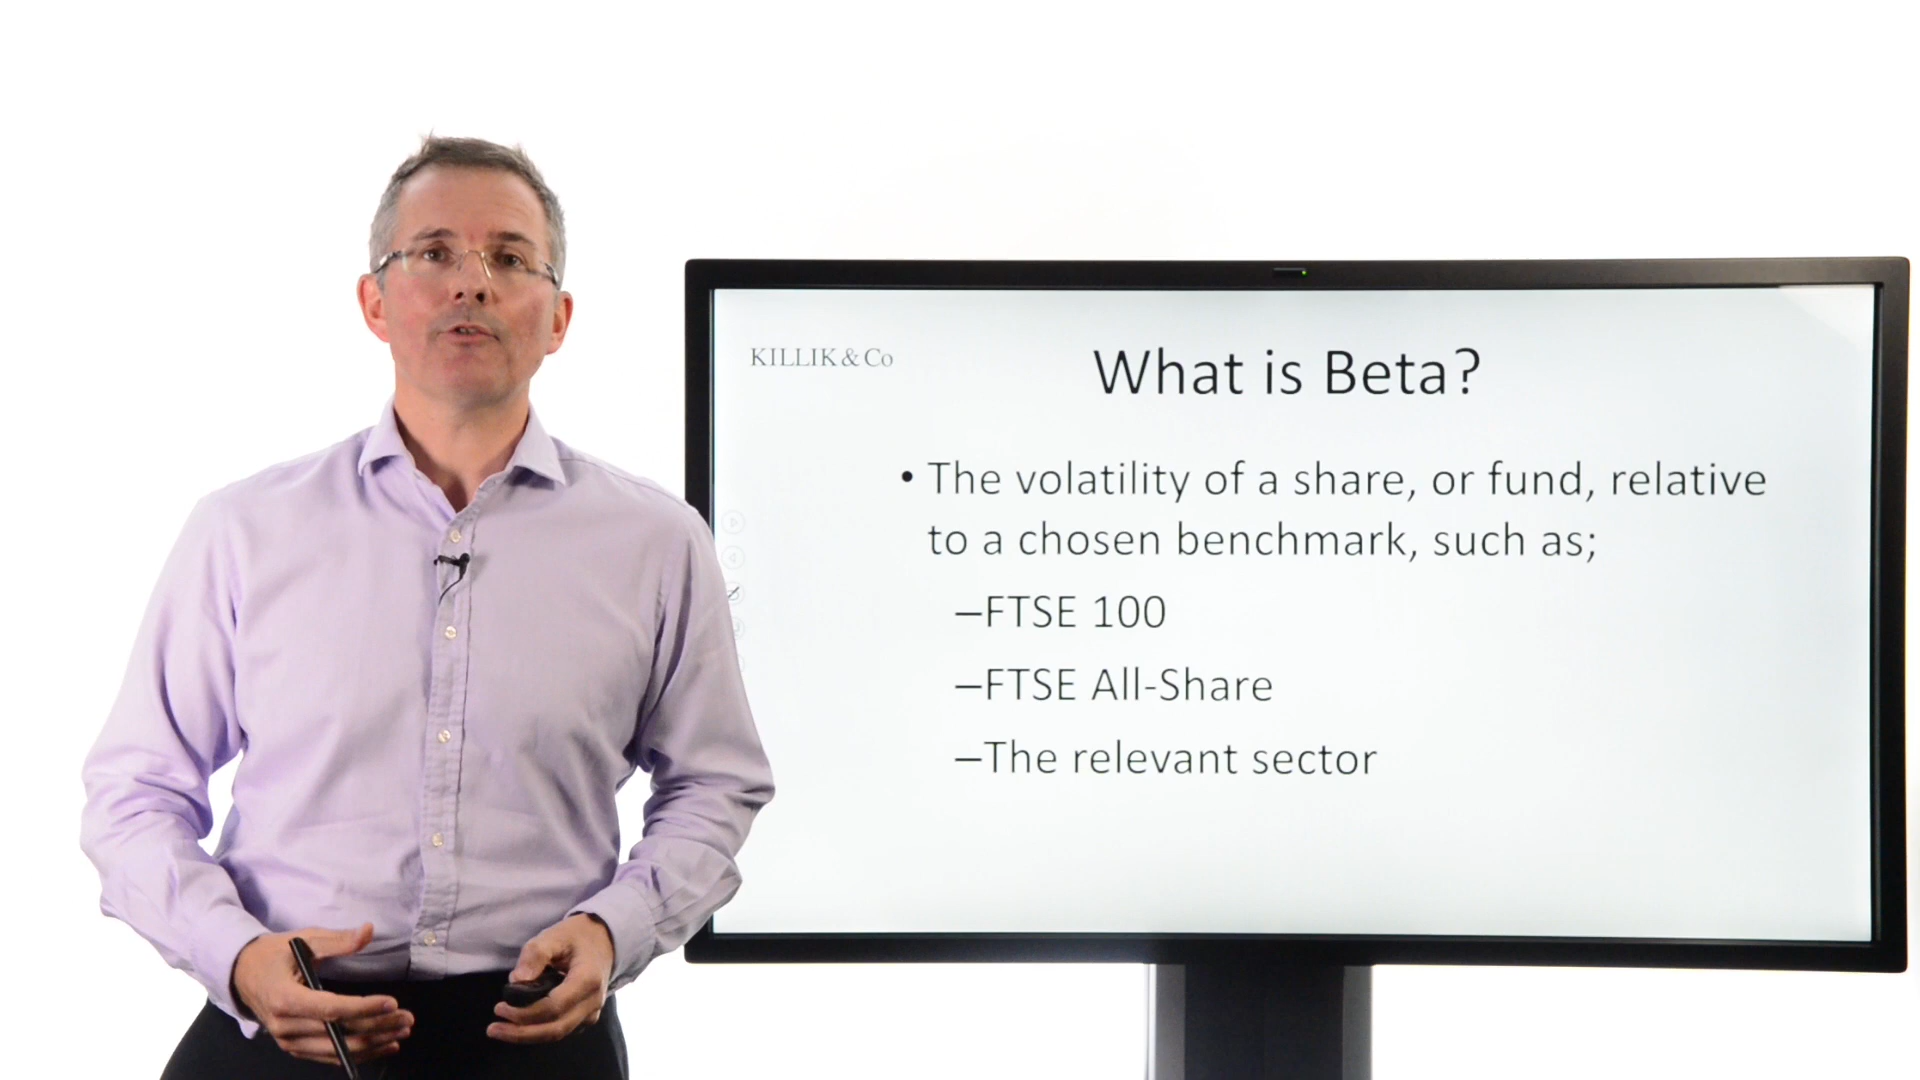 KILLIK & Co
What is Beta?
• The volatility of a share, or fund, relative
to a chosen benchmark, such as;
–FTSE 100
–FTSE All-Share
–The relevant sector